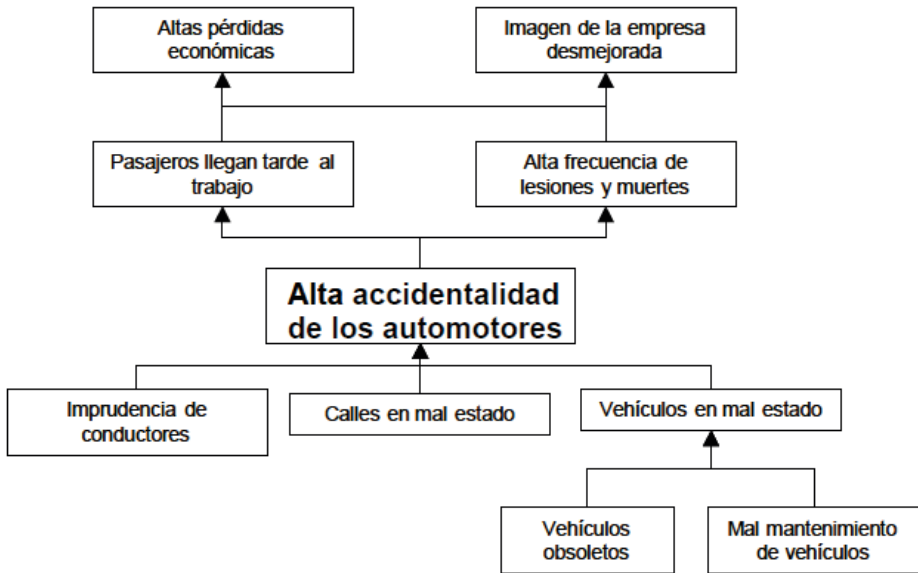 Altas pérdidas
económicas
Imagen de la empresa
desmejorada
Pasajeros llegan tarde al
trabajo
Alta frecuencia de
lesiones y muertes
Alta accidentalidad
de los automotores
Imprudencia de
conductores
Calles en mal estado
Vehículos en mal estado
Vehículos
obsoletos
Mal mantenimiento
de vehículos